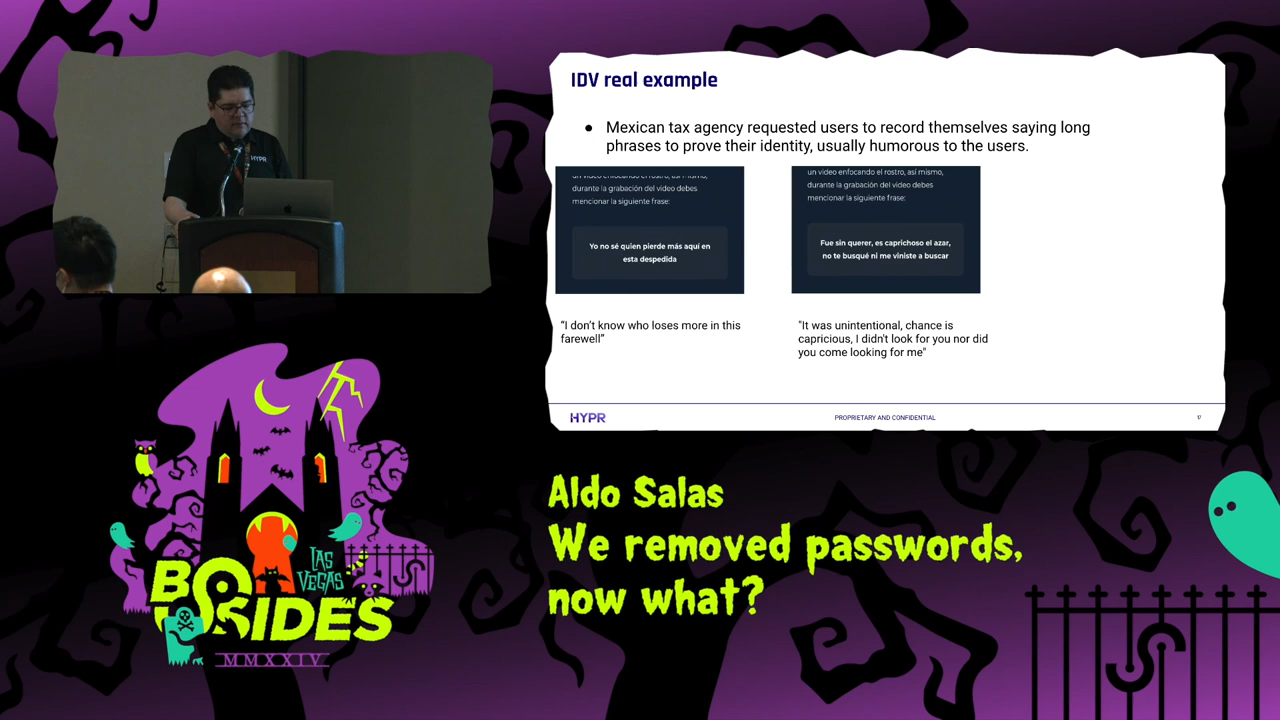 IDV real example
● Mexican tax agency requested users to record themselves saying long
phrases to prove their identity, usually humorous to the users.
un video enfocando el rostro, así mismo,
durante la grabación del video debes
mencionar la siguiente frase:
Yo no sé quien pierde más aquí en
esta despedida
un video enfocando el rostro, así mismo,
durante la grabación del video debes
mencionar la siguiente frase:
Fue sin querer, es caprichoso el azar,
no te busqué ni me viniste a buscar
“I don’t know who loses more in this
farewell”
"It was unintentional, chance is
capricious, I didn't look for you nor did
you come looking for me"
HYPR
PROPRIETARY AND CONFIDENTIAL
17
HYPR
LAS
VEGAS
BSIDES
MMXXIV
Aldo Salas
We removed passwords,
now what?